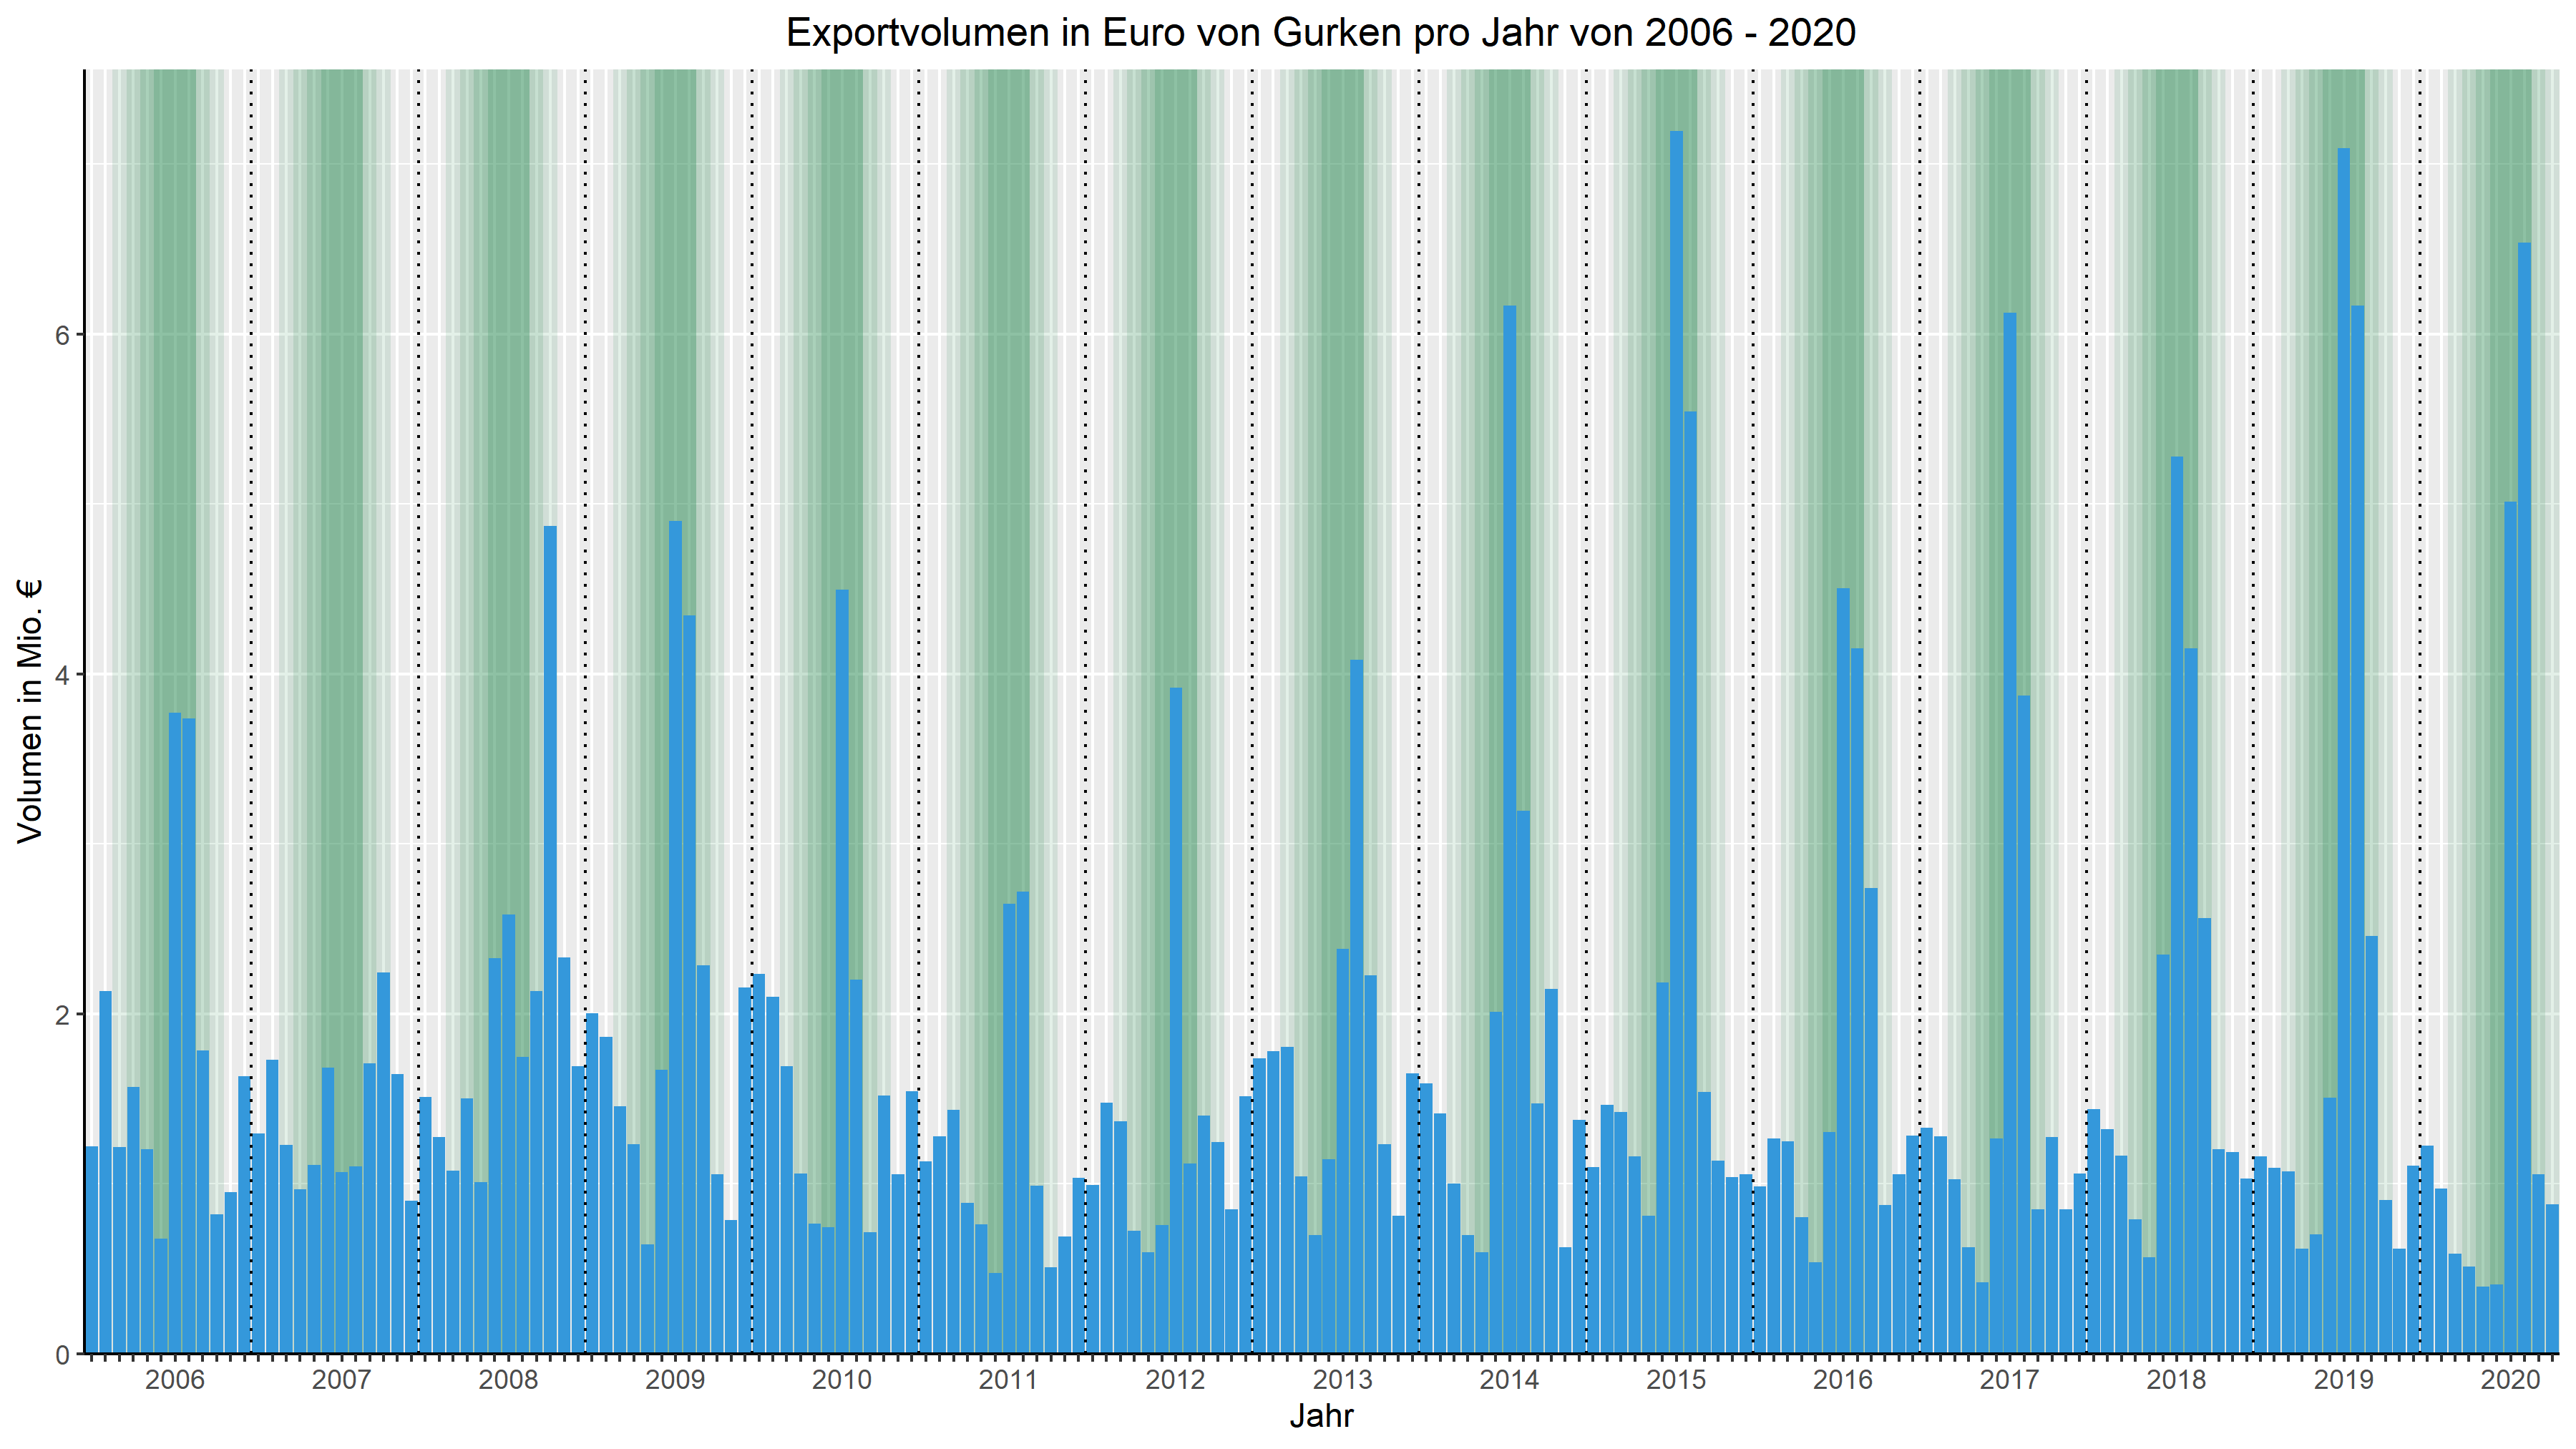 Exportvolumen in Euro von Gurken pro Jahr von 2006 - 2020
Volumen in Mio. €
6
4
2
0
2006 2007 2008 2009 2010 2011 2012 2013 2014 2015 2016 2017 2018 2019 2020
Jahr